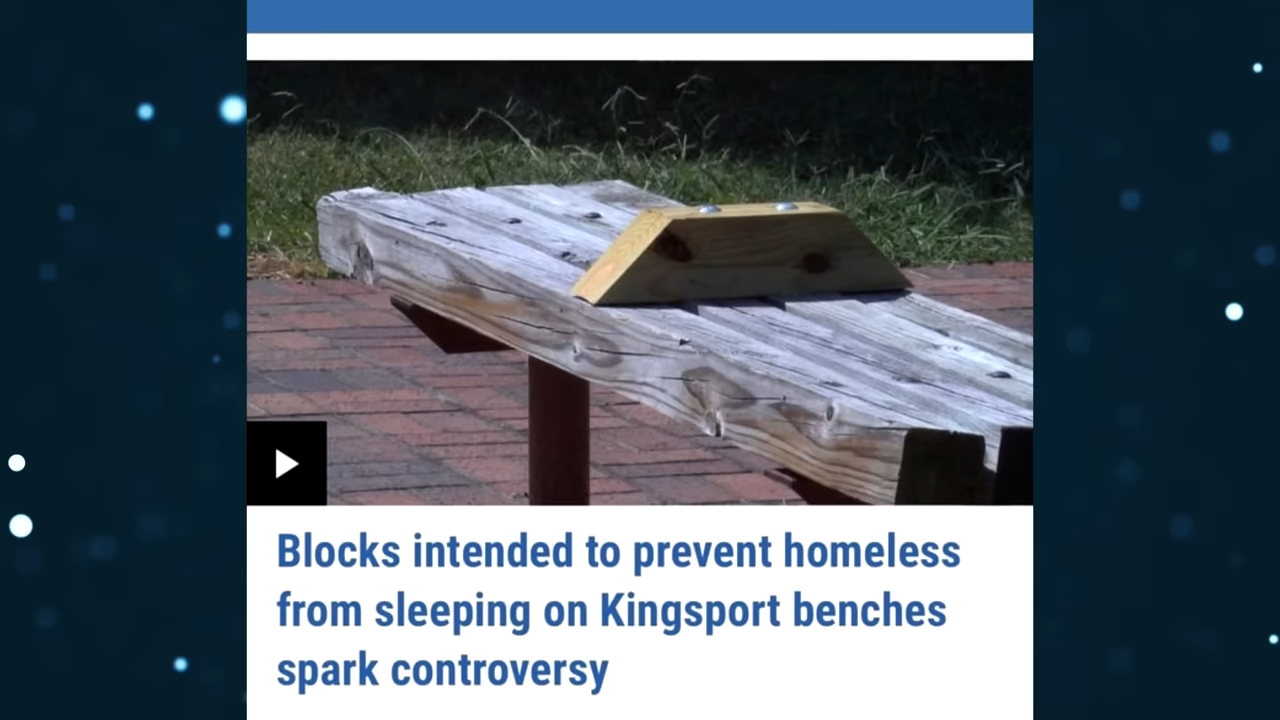 Blocks intended to prevent homeless
from sleeping on Kingsport benches
spark controversy